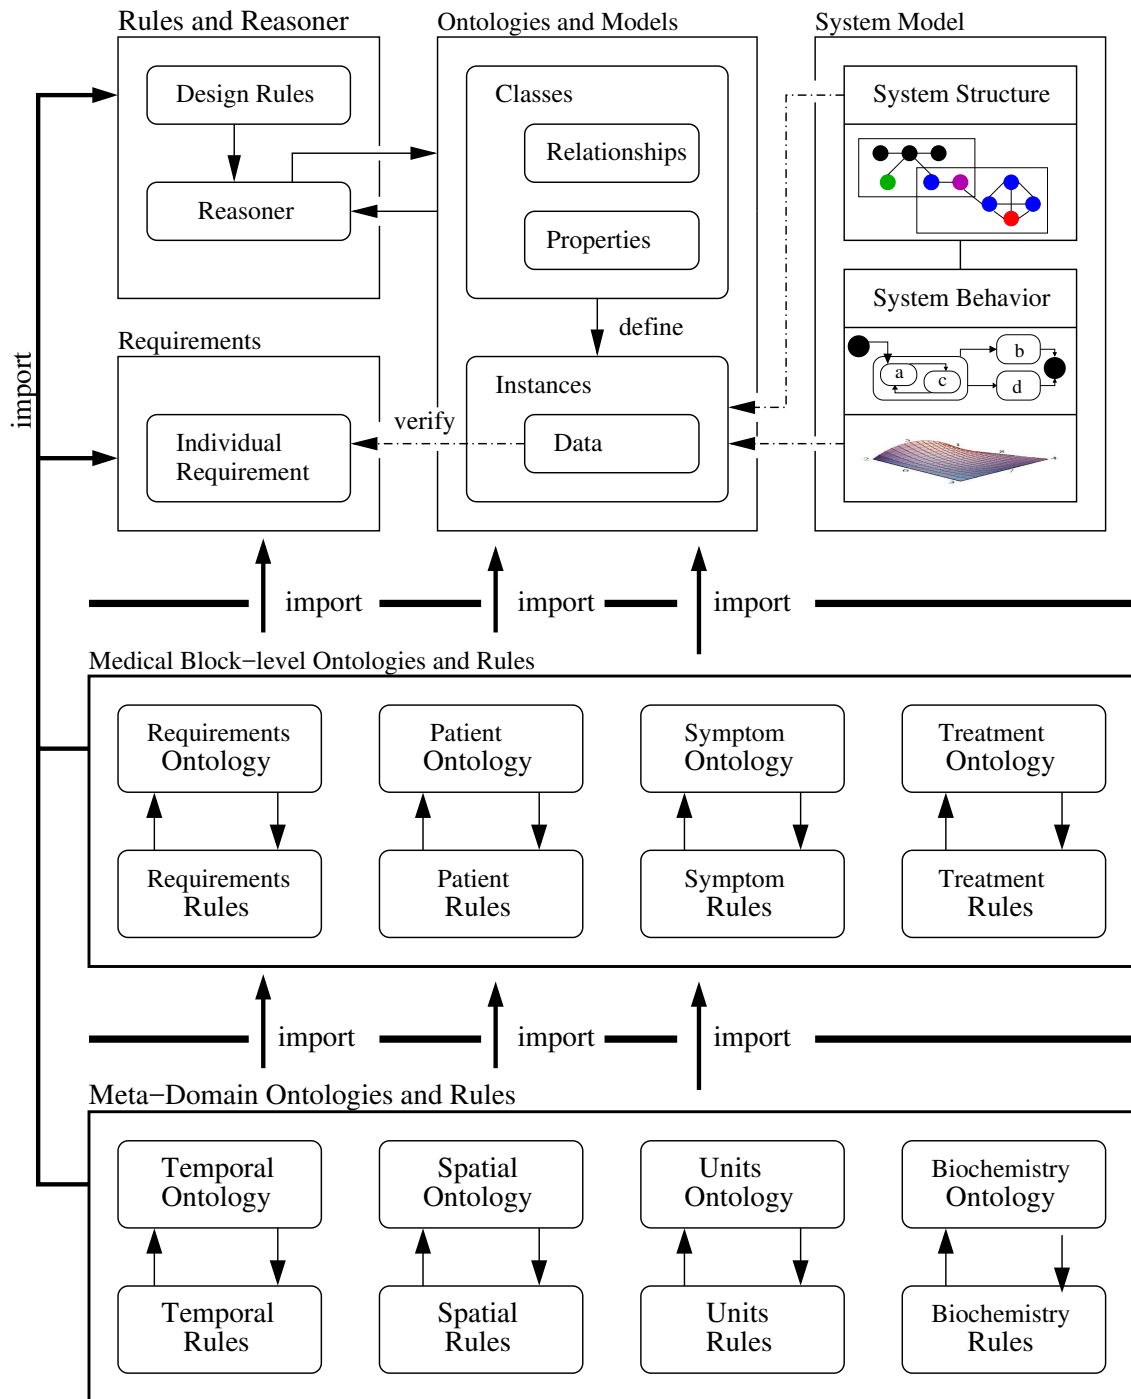 Rules and Reasoner
Ontologies and Models
System Model
Design Rules
Reasoner
Classes
Relationships
Properties
define
Instances
Data
verify
System Structure
System Behavior
a
c
b
d
Requirements
Individual
Requirement
import
import
import
import
Medical Block−level Ontologies and Rules
Requirements
Ontology
Patient
Ontology
Symptom
Ontology
Treatment
Ontology
Requirements
Rules
Patient
Rules
Symptom
Rules
Treatment
Rules
import
import
import
Meta−Domain Ontologies and Rules
Temporal
Ontology
Spatial
Ontology
Units
Ontology
Biochemistry
Ontology
Temporal
Rules
Spatial
Rules
Units
Rules
Biochemistry
Rules